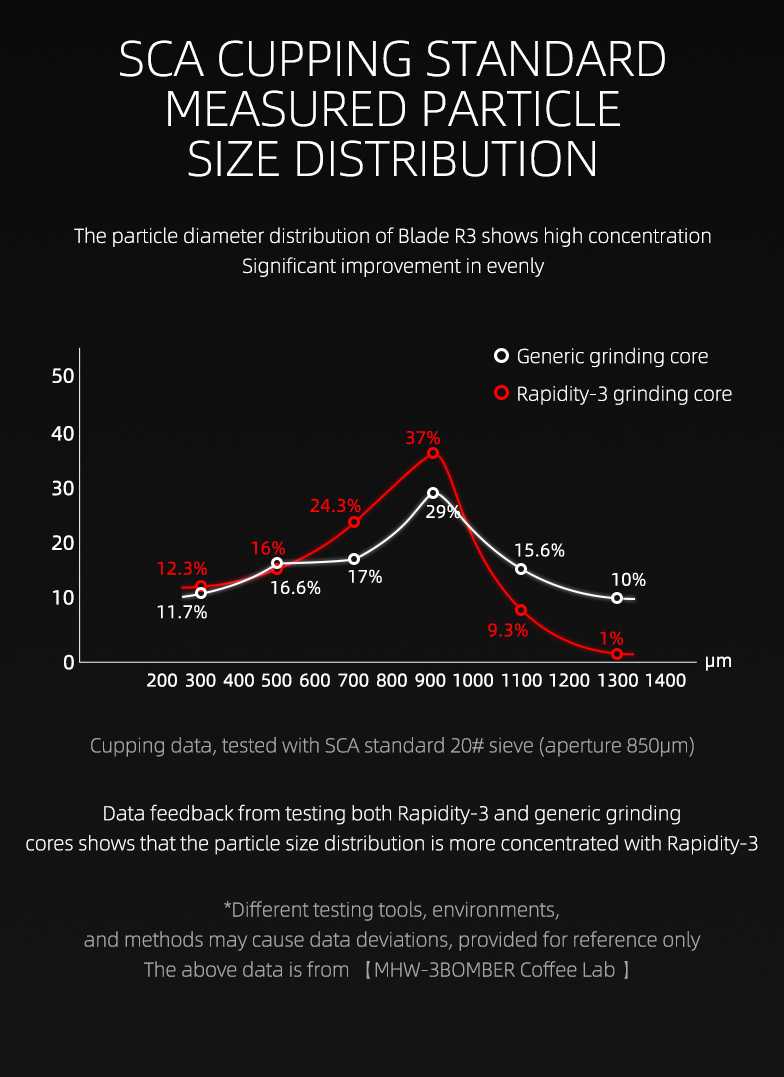 SCA CUPPING STANDARD
MEASURED PARTICLE
SIZE DISTRIBUTION
The particle diameter distribution of Blade R3 shows high concentration
Significant improvement in evenly
Generic grinding core
Rapidity-3 grinding core
50
40
30
20
10
0
37%
29%
24.3%
16%
17%
15.6%
12.3%
16.6%
10%
11.7%
9.3%
1%
μm
200 300 400 500 600 700 800 900 1000 1100 1200 1300 1400
Cupping data, tested with SCA standard 20# sieve (aperture 850μm)
Data feedback from testing both Rapidity-3 and generic grinding
cores shows that the particle size distribution is more concentrated with Rapidity-3
*Different testing tools, environments,
and methods may cause data deviations, provided for reference only
The above data is from 【MHW-3BOMBER Coffee Lab 】